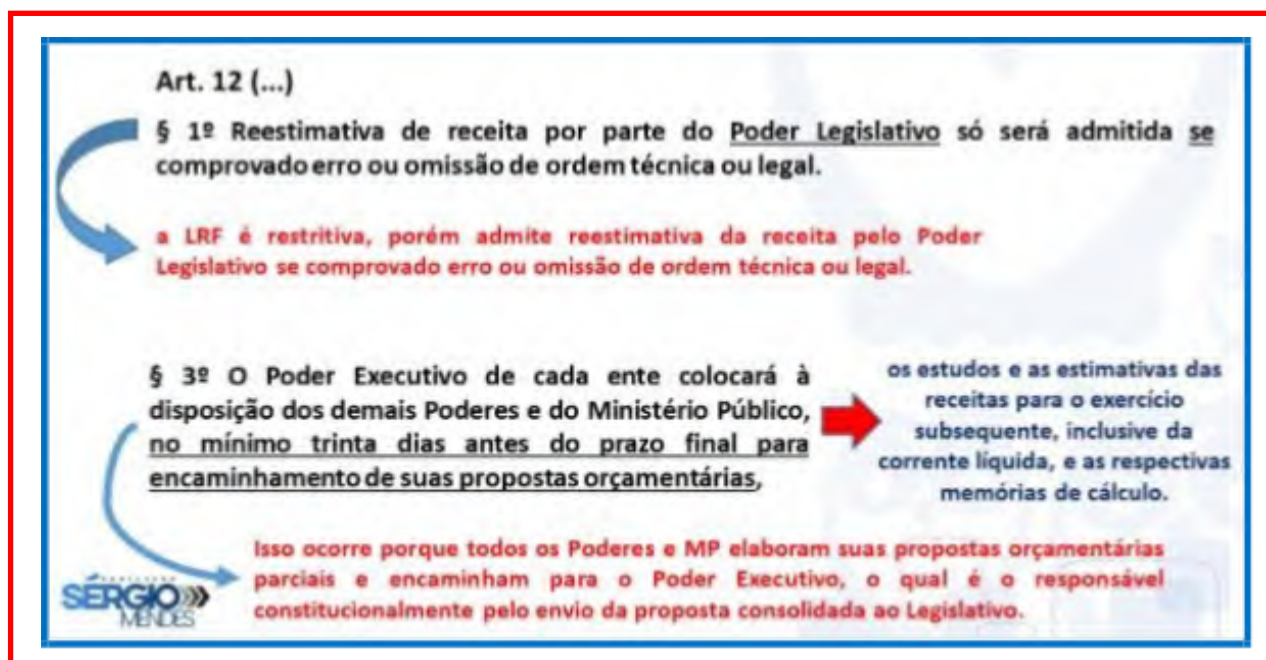 Art. 12 (...)
§ 1º Reestimativa de receita por parte do Poder Legislativo só será admitida se
comprovado erro ou omissão de ordem técnica ou legal.
a LRF é restritiva, porém admite reestimativa da receita pelo Poder
Legislativo se comprovado erro ou omissão de ordem técnica ou legal.
§ 3º O Poder Executivo de cada ente colocará à
disposição dos demais Poderes e do Ministério Público,
no mínimo trinta dias antes do prazo final para
encaminhamento de suas propostas orçamentárias,
os estudos e as estimativas das
receitas para o exercício
subsequente, inclusive da
corrente líquida, e as respectivas
memórias de cálculo.
Isso ocorre porque todos os Poderes e MP elaboram suas propostas orçamentárias
parciais e encaminham para o Poder Executivo, o qual é o responsável
constitucionalmente pelo envio da proposta consolidada ao Legislativo.
SÉRGIO
MENDES